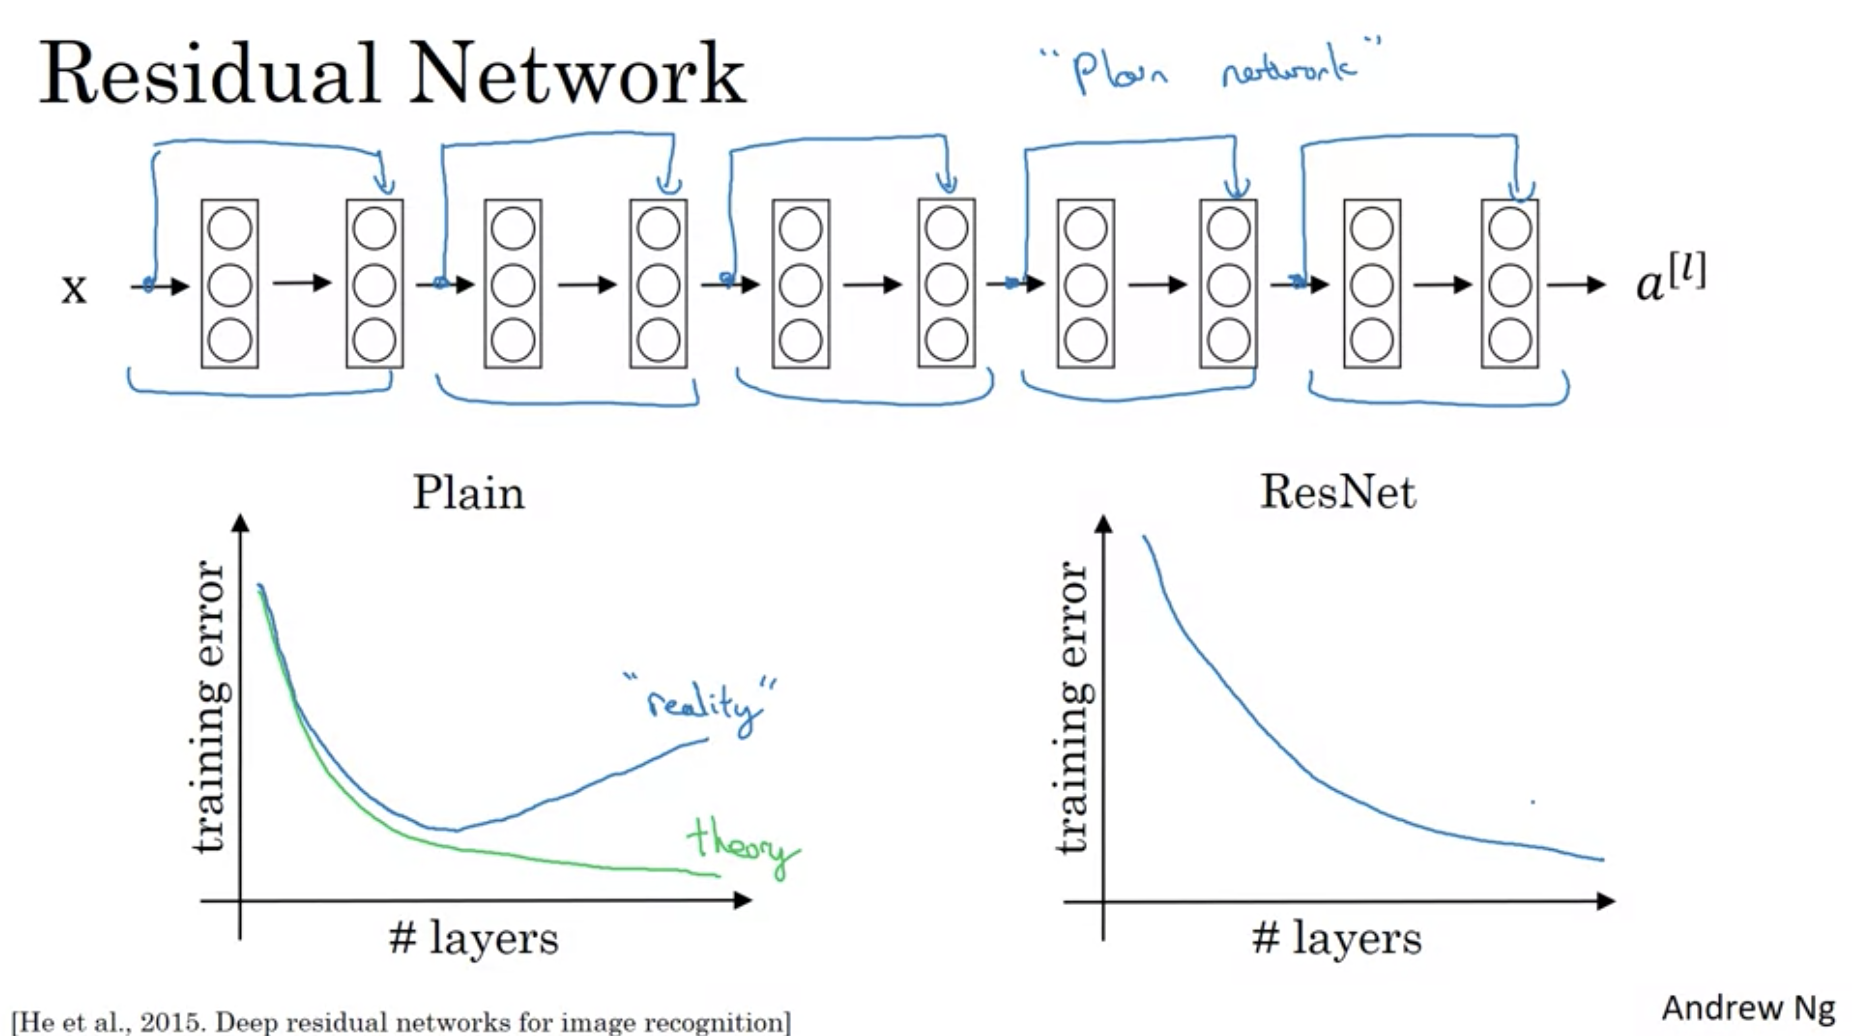 Residual Network
"Plain network"
x
a[l]
Plain
ResNet
training error
"reality"
theory
# layers
training error
# layers
[He et al., 2015. Deep residual networks for image recognition]
Andrew Ng